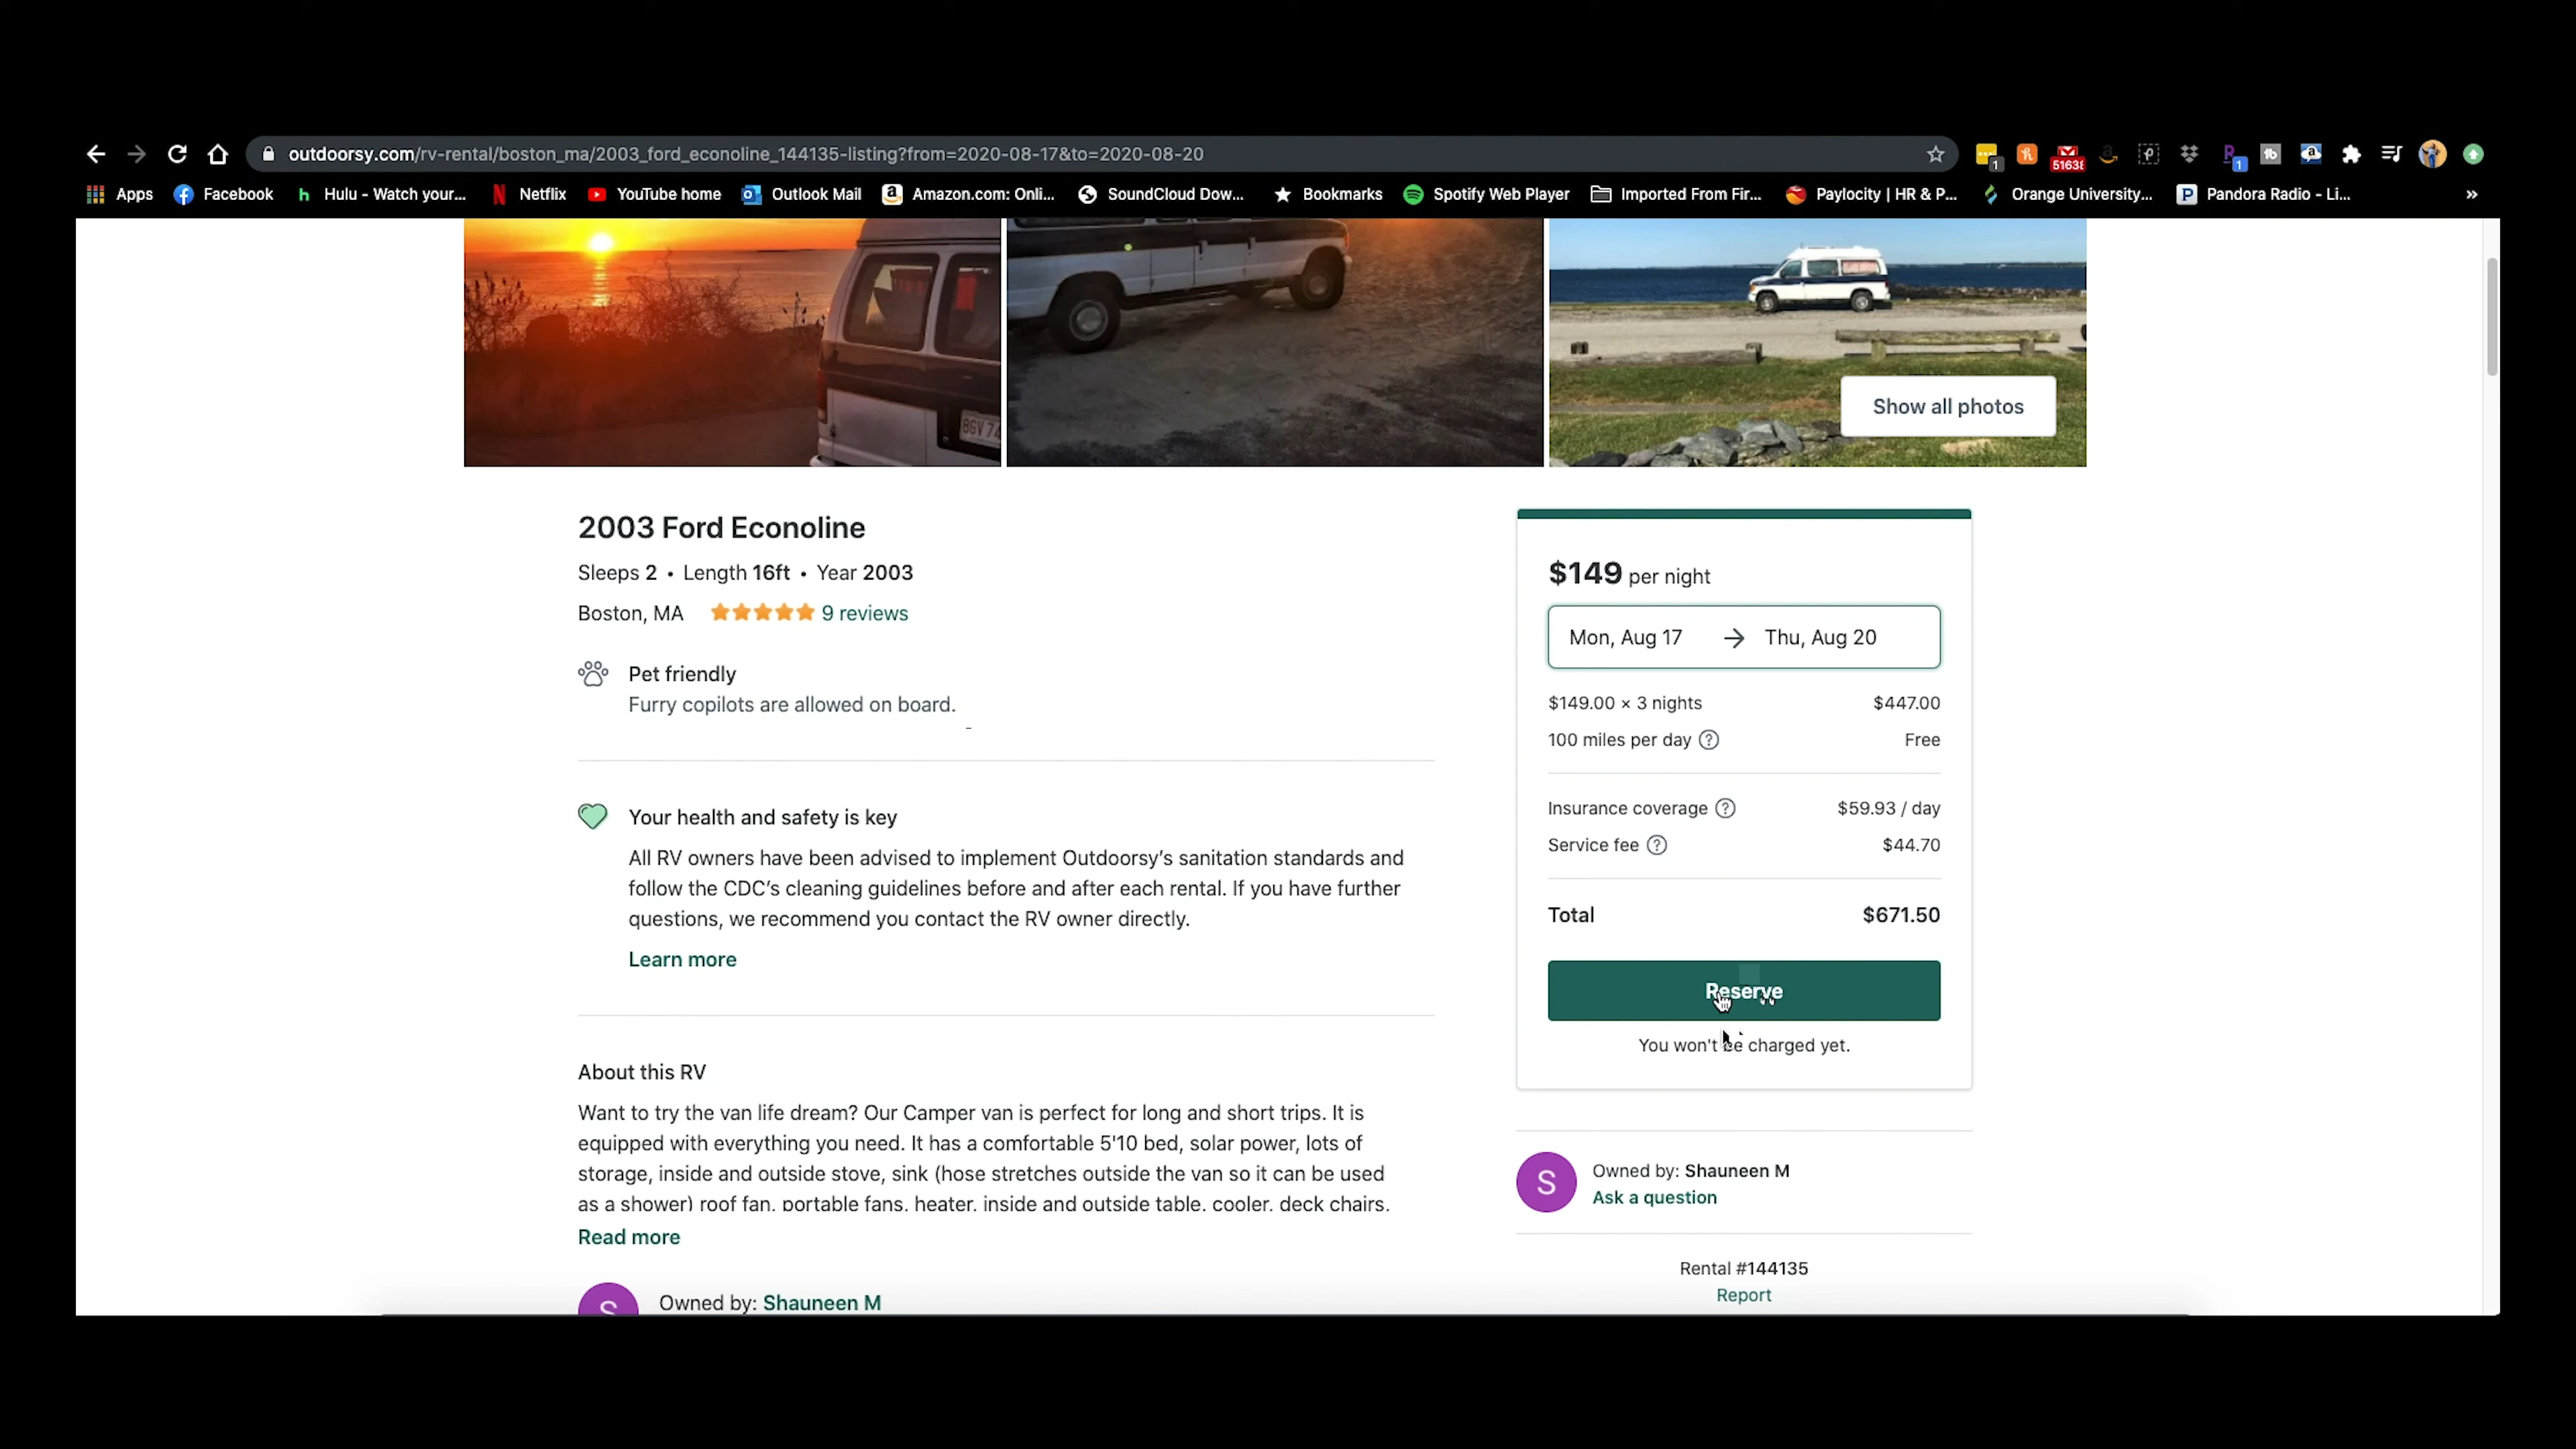 outdoorsy.com/rv-rental/boston_ma/2003_ford_econoline_144135-listing?from=2020-08-17&to=2020-08-20
1
51638
1
Apps Facebook Hulu - Watch your... Netflix YouTube home Outlook Mail Amazon.com: Onli... SoundCloud Dow... Bookmarks Spotify Web Player Imported From Fir... Paylocity | HR & P... Orange University... Pandora Radio - Li... »
Show all photos
2003 Ford Econoline
Sleeps 2 • Length 16ft • Year 2003
Boston, MA 9 reviews
Pet friendly
Furry copilots are allowed on board.
Your health and safety is key
All RV owners have been advised to implement Outdoorsy's sanitation standards and
follow the CDC's cleaning guidelines before and after each rental. If you have further
questions, we recommend you contact the RV owner directly.
Learn more
About this RV
Want to try the van life dream? Our Camper van is perfect for long and short trips. It is
equipped with everything you need. It has a comfortable 5'10 bed, solar power, lots of
storage, inside and outside stove, sink (hose stretches outside the van so it can be used
as a shower) roof fan, portable fans, heater, inside and outside table, cooler, deck chairs,
Read more
S
Owned by: Shauneen M
$149 per night
Mon, Aug 17 → Thu, Aug 20
$149.00 × 3 nights $447.00
100 miles per day Free
Insurance coverage $59.93 / day
Service fee $44.70
Total $671.50
Reserve
You won't be charged yet.
S
Owned by: Shauneen M
Ask a question
Rental #144135
Report